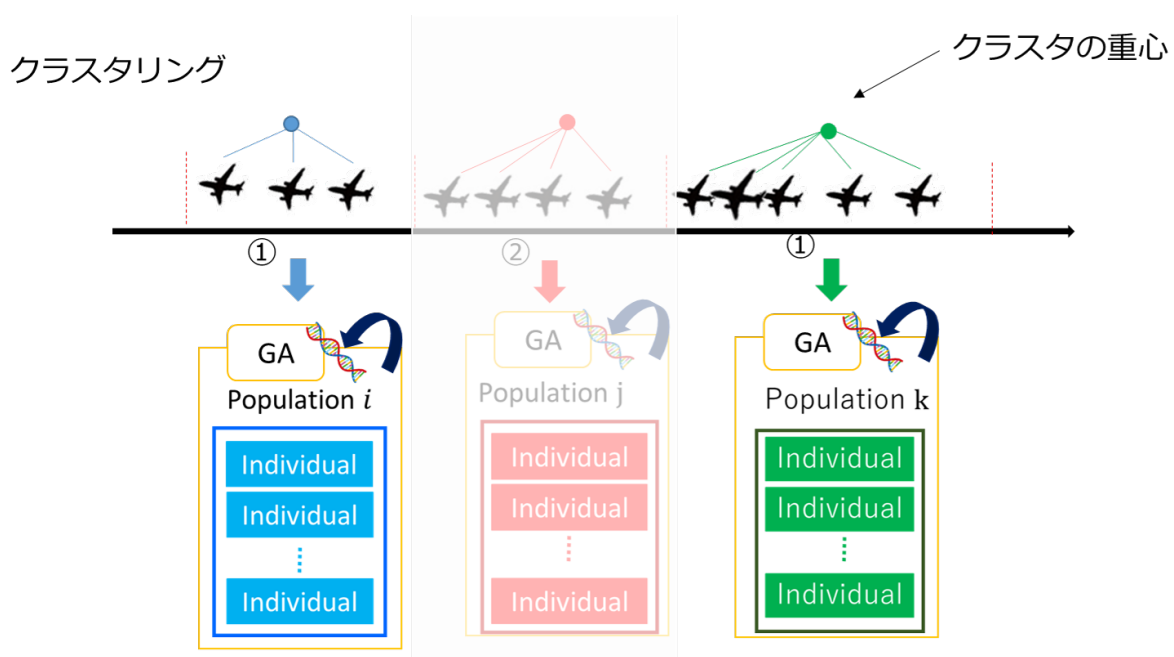 クラスタリング
クラスタの重心
①
②
①
GA
Population i
Individual
Individual
Individual
GA
Population j
Individual
Individual
Individual
GA
Population k
Individual
Individual
Individual